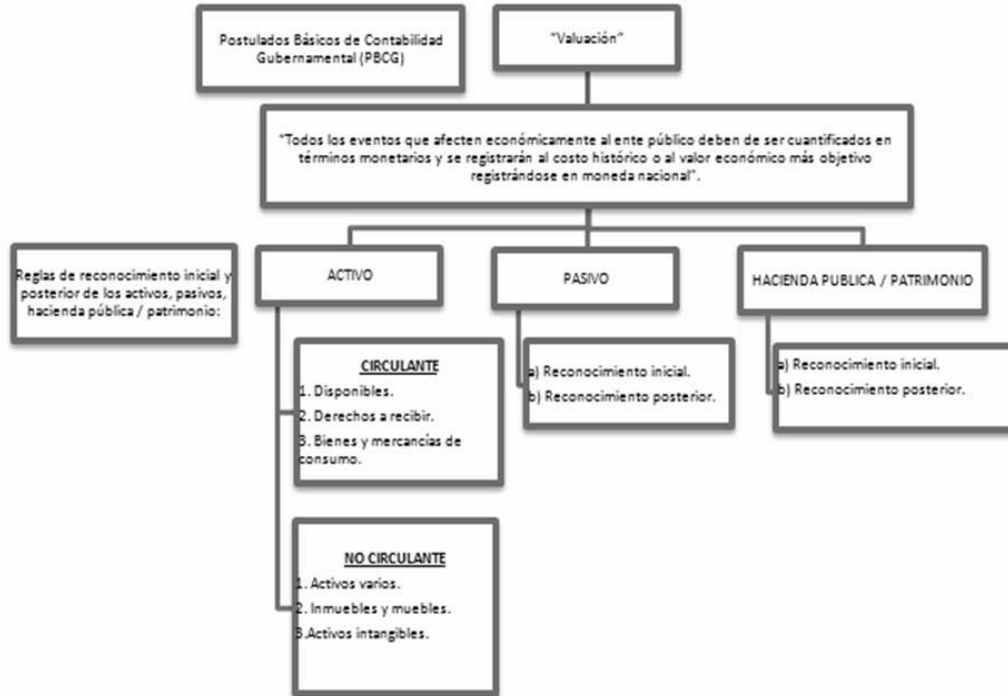 Postulados Básicos de Contabilidad
Gubernamental (PBCG)
"Valuación"
"Todos los eventos que afecten económicamente al ente público deben de ser cuantificados en
términos monetarios y se registrarán al costo histórico o al valor económico más objetivo
registrándose en moneda nacional".
Reglas de reconocimiento inicial y
posterior de los activos, pasivos,
hacienda pública / patrimonio:
ACTIVO
PASIVO
HACIENDA PUBLICA / PATRIMONIO
CIRCULANTE
1. Disponibles.
2. Derechos a recibir.
3. Bienes y mercancías de
consumo.
a) Reconocimiento inicial.
b) Reconocimiento posterior.
a) Reconocimiento inicial.
b) Reconocimiento posterior.
NO CIRCULANTE
1. Activos varios.
2. Inmuebles y muebles.
3.Activos intangibles.